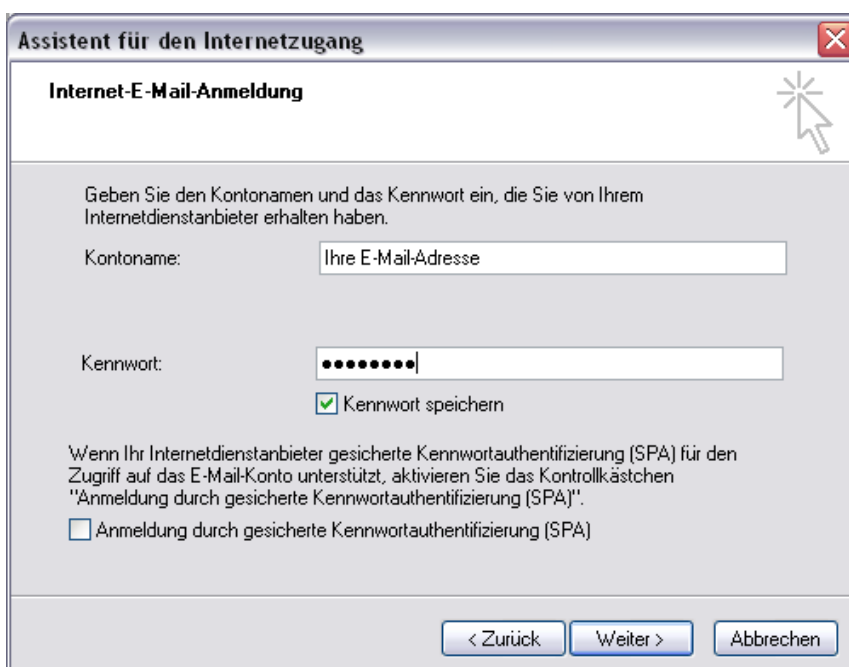 Assistent für den Internetzugang
Internet-E-Mail-Anmeldung
Geben Sie den Kontonamen und das Kennwort ein, die Sie von Ihrem
Internetdienstanbieter erhalten haben.
Kontoname: Ihre E-Mail-Adresse
Kennwort: ●●●●●●●●
Kennwort speichern
Wenn Ihr Internetdienstanbieter gesicherte Kennwortauthentifizierung (SPA) für den
Zugriff auf das E-Mail-Konto unterstützt, aktivieren Sie das Kontrollkästchen
"Anmeldung durch gesicherte Kennwortauthentifizierung (SPA)".
Anmeldung durch gesicherte Kennwortauthentifizierung (SPA)
< Zurück Weiter > Abbrechen